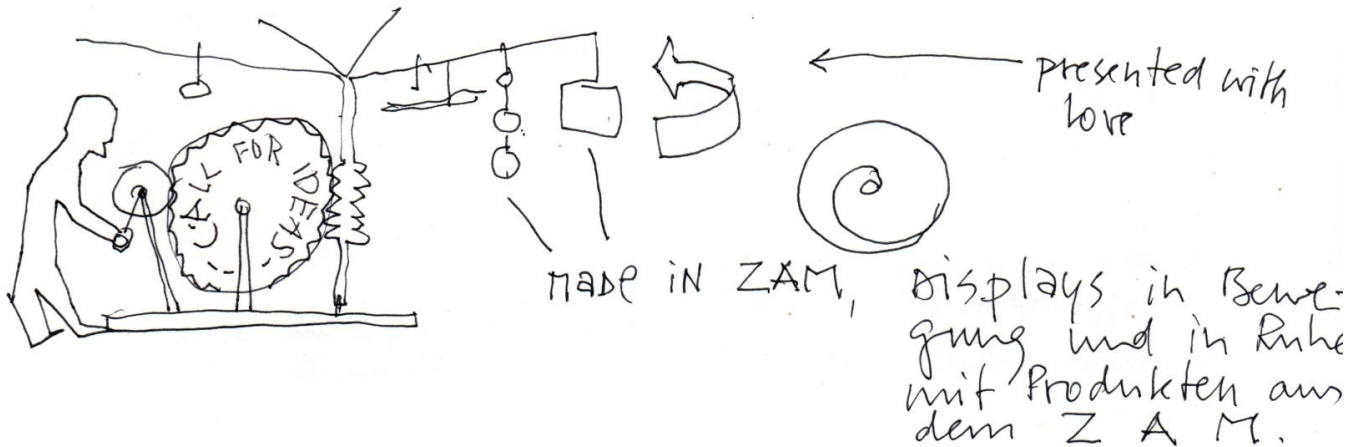 CALL FOR IDEAS
presented with
love
made in ZAM,
Displays in Bewe-
gung und in Ruhe
mit Produkten aus
dem Z A M.